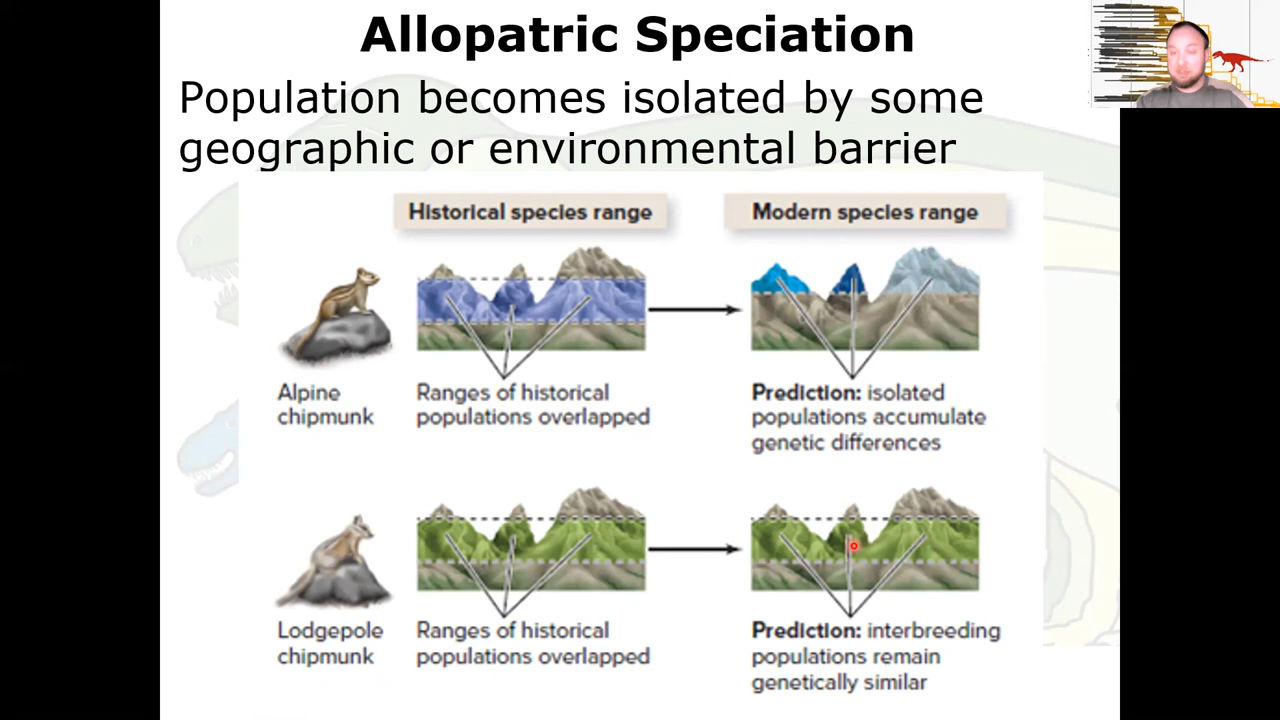 Allopatric Speciation
Population becomes isolated by some
geographic or environmental barrier
Historical species range
Modern species range
Alpine
chipmunk
Ranges of historical
populations overlapped
Prediction: isolated
populations accumulate
genetic differences
Lodgepole
chipmunk
Ranges of historical
populations overlapped
Prediction: interbreeding
populations remain
genetically similar